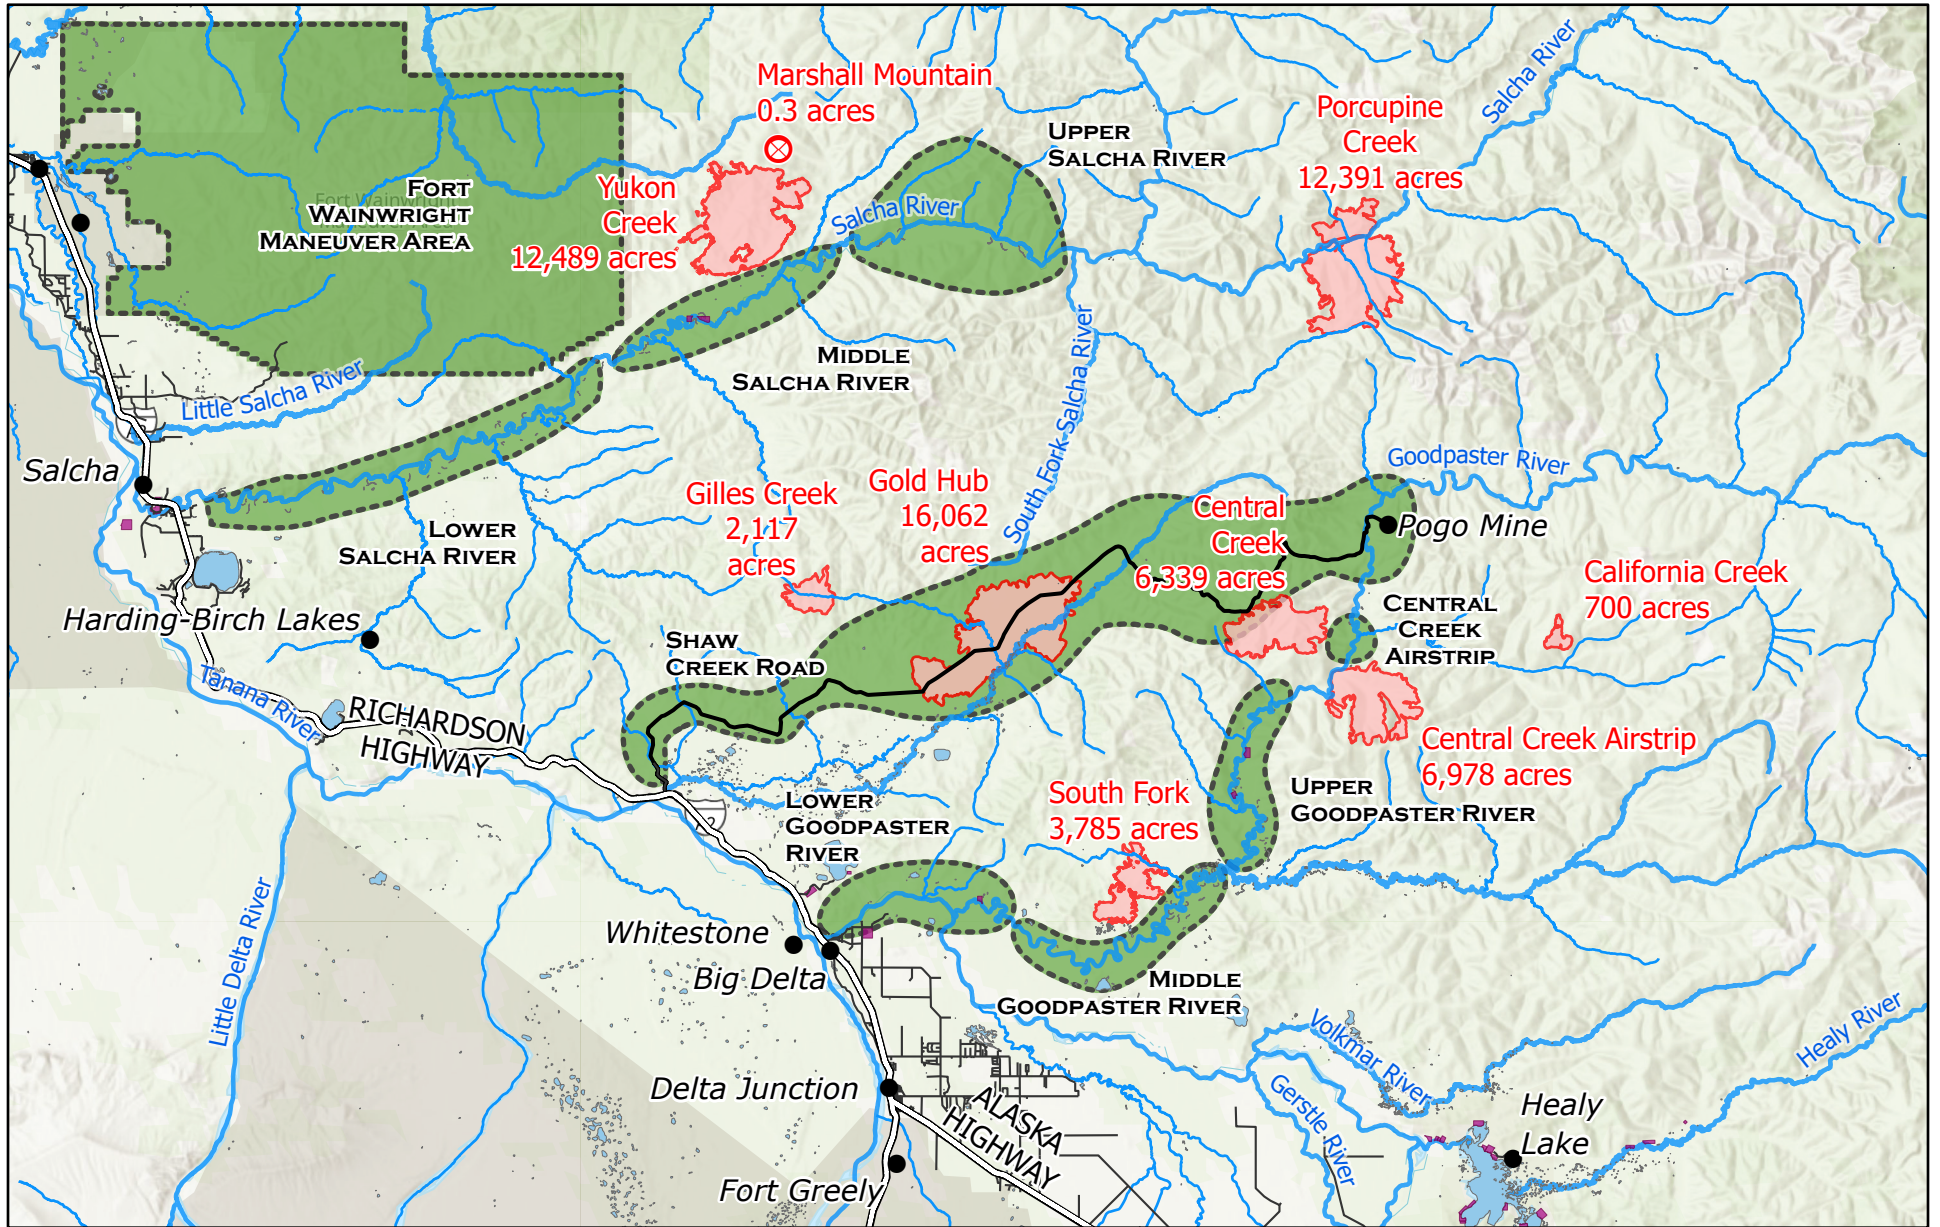 Marshall Mountain
0.3 acres
Salcha River
Porcupine
Creek
12,391 acres
UPPER
SALCHA RIVER
Yukon
Creek
12,489 acres
Salcha River
Fort Wainwright
FORT
WAINWRIGHT
MANEUVER AREA
MIDDLE
SALCHA RIVER
South Fork Salcha River
Little Salcha River
Salcha
LOWER
SALCHA RIVER
Gilles Creek
2,117
acres
Gold Hub
16,062
acres
Central
Creek
6,339 acres
Goodpaster River
Pogo Mine
California Creek
700 acres
CENTRAL
CREEK
AIRSTRIP
Harding-Birch Lakes
SHAW
CREEK ROAD
Tanana River
RICHARDSON
HIGHWAY
Central Creek Airstrip
6,978 acres
UPPER
GOODPASTER RIVER
South Fork
3,785 acres
LOWER
GOODPASTER
RIVER
Little Delta River
Whitestone
Big Delta
MIDDLE
GOODPASTER RIVER
Volkmar River
Healy River
Gerstle River
Delta Junction
ALASKA
HIGHWAY
Healy
Lake
Fort Greely